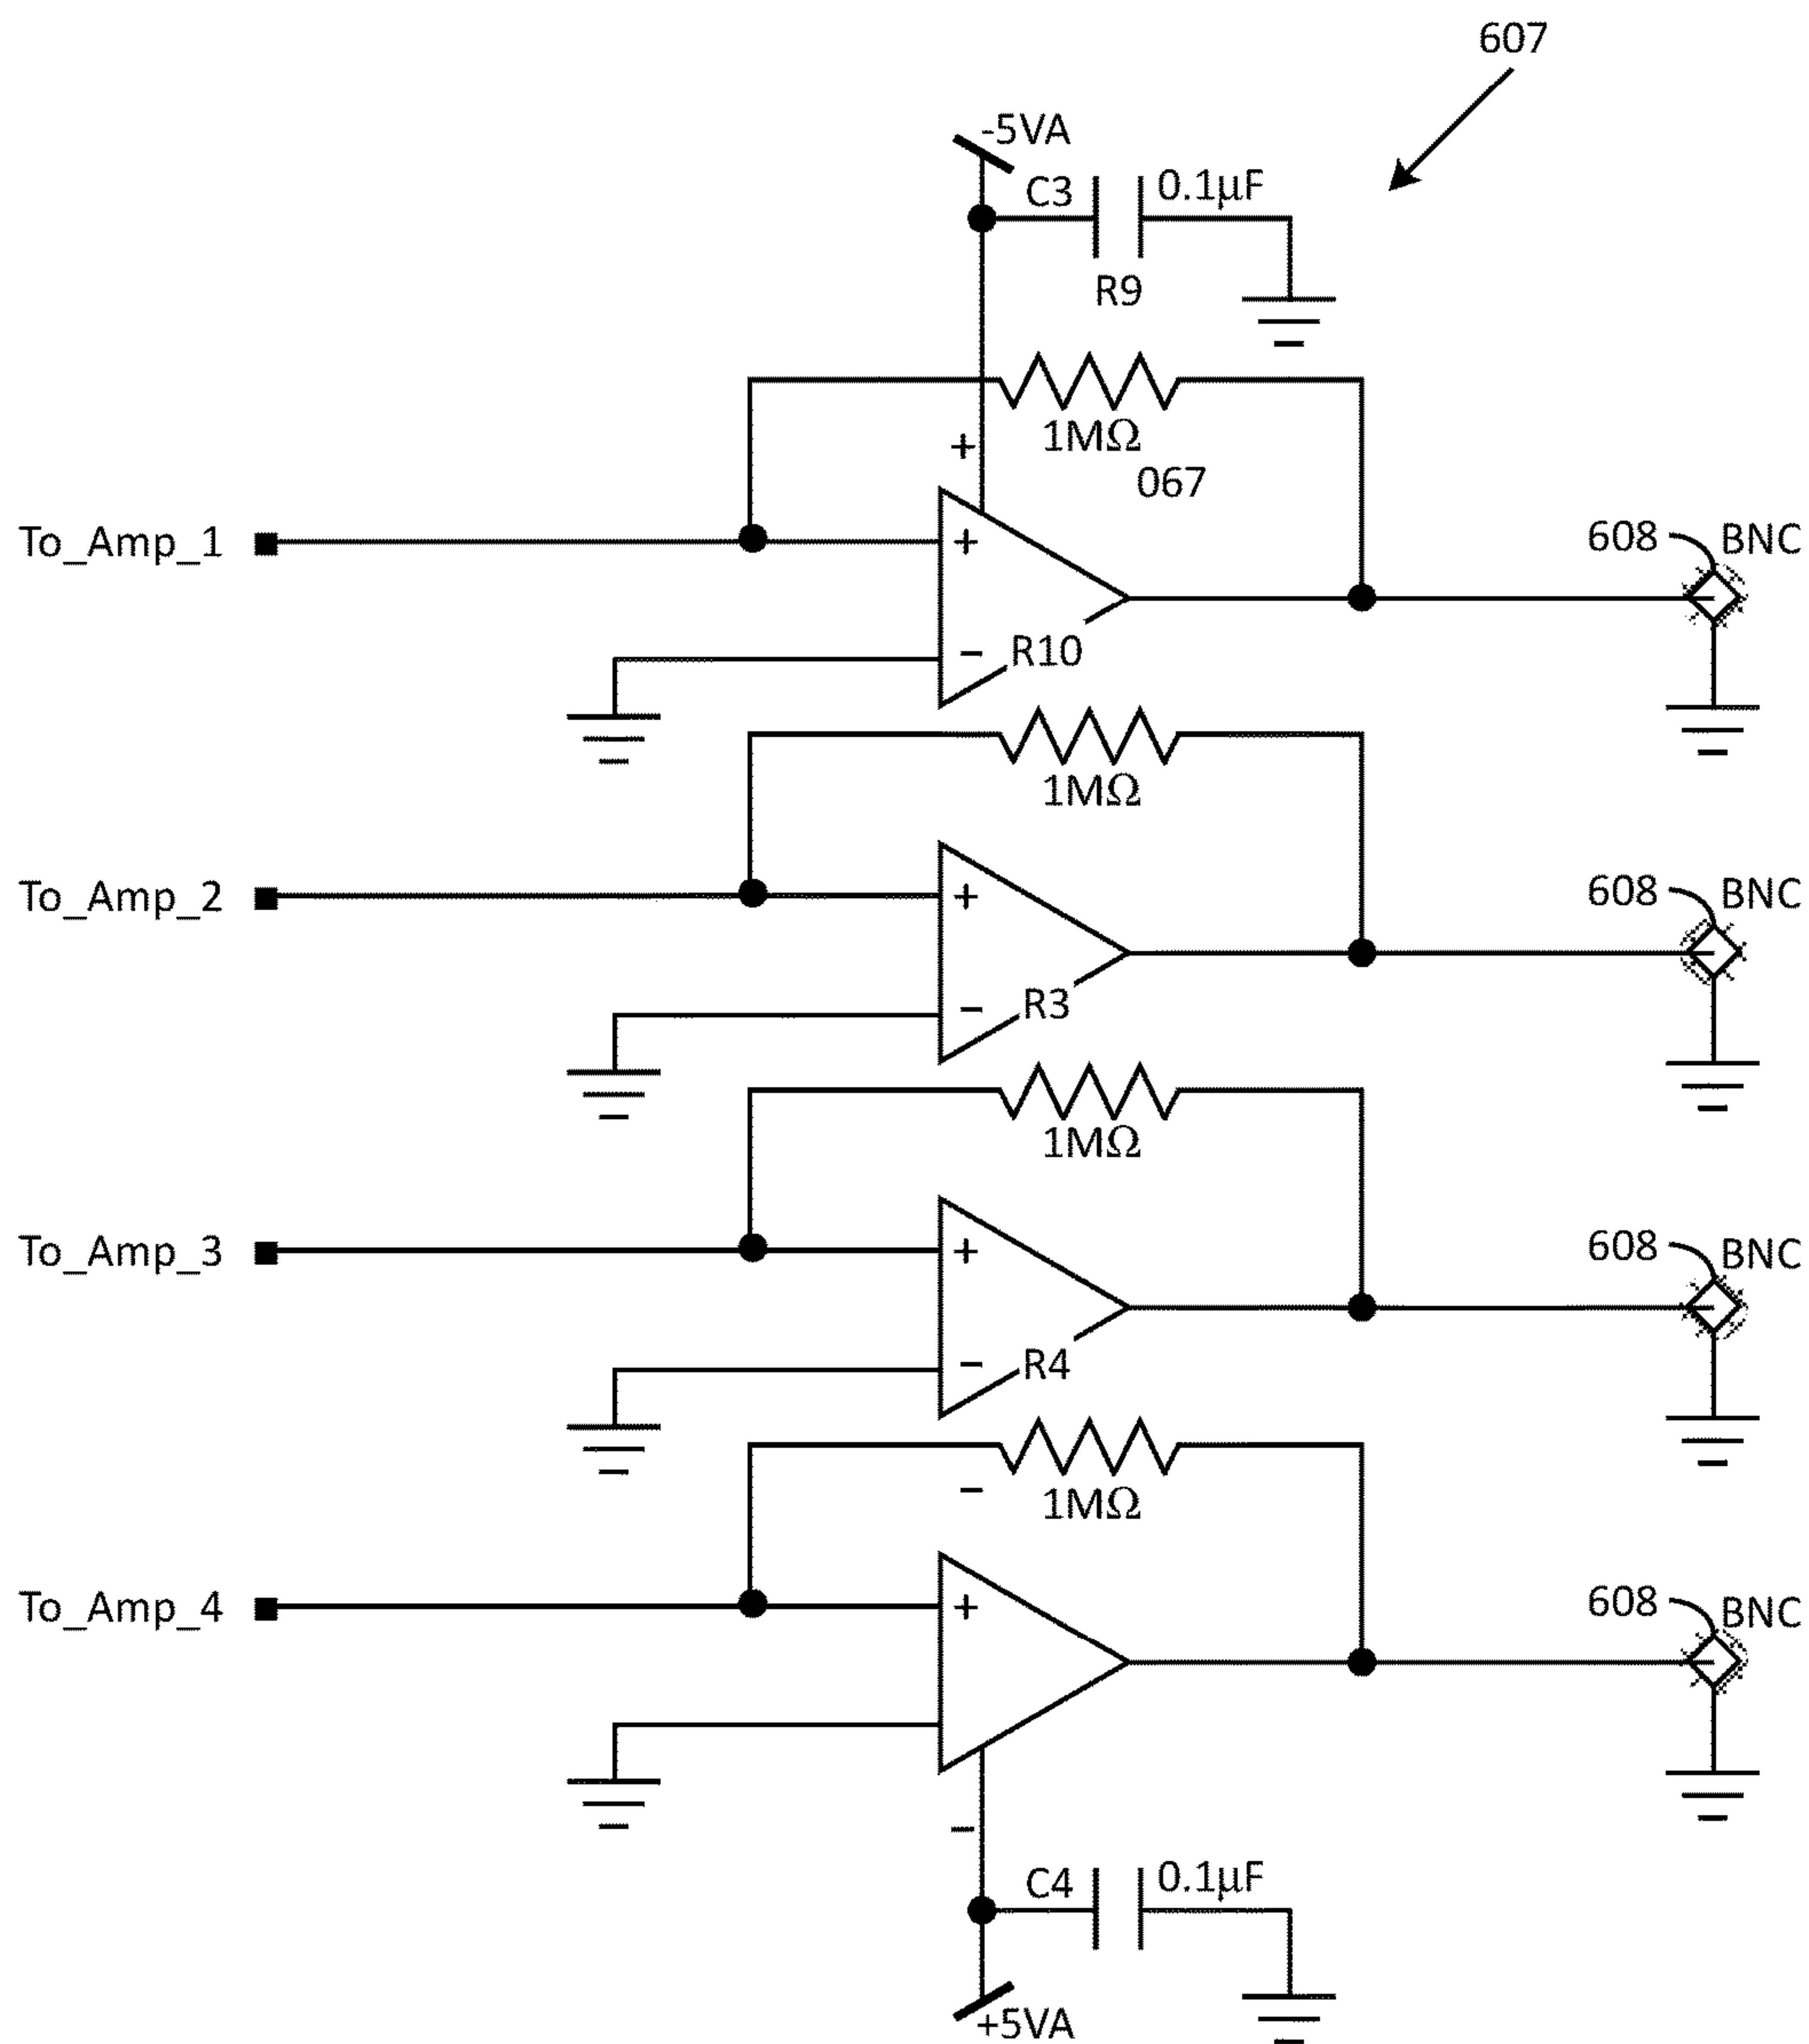 607
-5VA
C3 0.1µF
R9
1MΩ
+
067
To_Amp_1 + 608 BNC
− R10
1MΩ
To_Amp_2 + 608 BNC
− R3
1MΩ
To_Amp_3 + 608 BNC
− R4
− 1MΩ
To_Amp_4 + 608 BNC
−
C4 0.1µF
+5VA